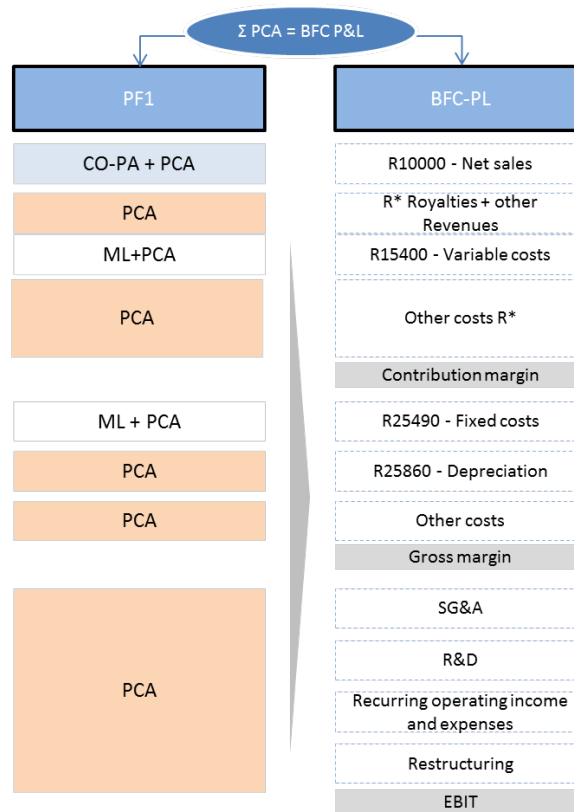 Σ PCA = BFC P&L
PF1
BFC-PL
CO-PA + PCA
R10000 - Net sales
PCA
R* Royalties + other
Revenues
ML+PCA
R15400 - Variable costs
PCA
Other costs R*
Contribution margin
ML + PCA
R25490 - Fixed costs
PCA
R25860 - Depreciation
PCA
Other costs
Gross margin
PCA
SG&A
R&D
Recurring operating income
and expenses
Restructuring
EBIT